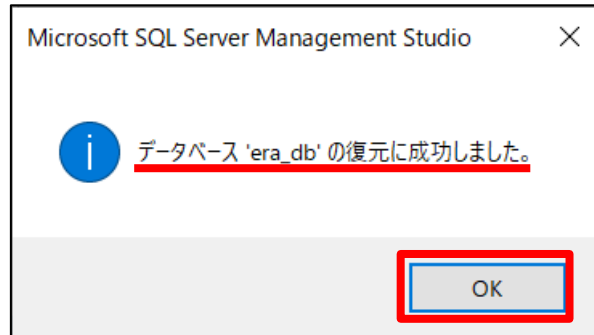 Microsoft SQL Server Management Studio
データベース 'era_db' の復元に成功しました。
OK